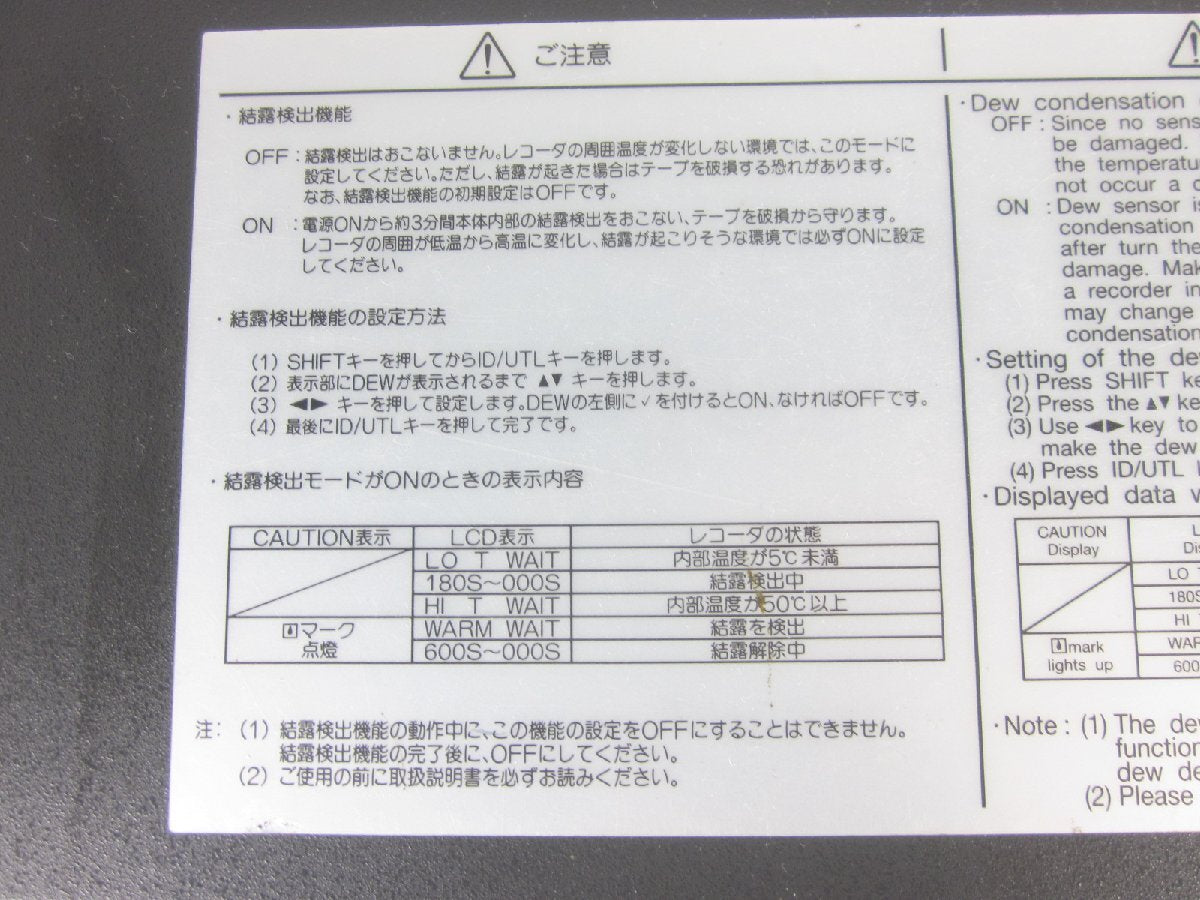 ご注意
・結露検出機能
OFF：結露検出はおこないません。レコーダの周囲温度が変化しない環境では、このモードに
設定してください。ただし、結露が起きた場合はテープを破損する恐れがあります。
なお、結露検出機能の初期設定はOFFです。
ON ：電源ONから約3分間本体内部の結露検出をおこない、テープを破損から守ります。
レコーダの周囲が低温から高温に変化し、結露が起こりそうな環境では必ずONに設定
してください。
・結露検出機能の設定方法
(1) SHIFTキーを押してからID/UTLキーを押します。
(2) 表示部にDEWが表示されるまで ▲▼ キーを押します。
(3) ◀▶ キーを押して設定します。DEWの左側に✓を付けるとON、なければOFFです。
(4) 最後にID/UTLキーを押して完了です。
・結露検出モードがONのときの表示内容
CAUTION表示 LCD表示 レコーダの状態
LO T WAIT 内部温度が5℃未満
180S～000S 結露検出中
HI T WAIT 内部温度が50℃以上
マーク
点燈
WARM WAIT 結露を検出
600S～000S 結露解除中
注：(1) 結露検出機能の動作中に、この機能の設定をOFFにすることはできません。
結露検出機能の完了後に、OFFにしてください。
(2) ご使用の前に取扱説明書を必ずお読みください。
・Dew condensation
OFF : Since no sens
be damaged.
the temperatu
not occur a
ON : Dew sensor i
condensation
after turn the
damage. Mak
a recorder in
may change
condensation
・Setting of the de
(1) Press SHIFT ke
(2) Press the ▲▼ ke
(3) Use ◀▶ key to
make the dew
(4) Press ID/UTL
・Displayed data
CAUTION
Display
L
Di
LO T
180S
HI
mark
lights up
WAR
600
・Note : (1) The de
function
dew de
(2) Please